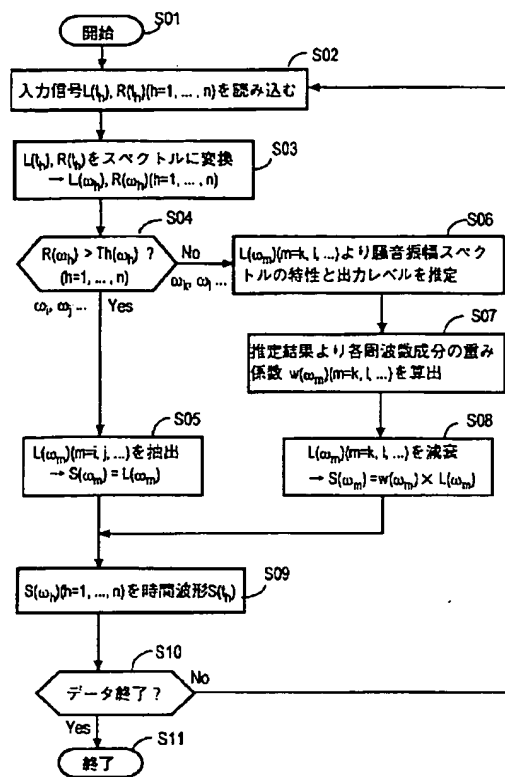 開始
S01
S02
入力信号L(tₕ), R(tₕ)(h=1, ..., n)を読み込む
S03
L(tₕ), R(tₕ)をスペクトルに変換
→ L(ωₕ), R(ωₕ)(h=1, ..., n)
S04
R(ωₕ) > Th(ωₕ) ?
(h=1, ..., n)
No
ωₖ, ωₗ ...
ωᵢ, ωⱼ ...
Yes
S06
L(ωₘ)(m=k, l, ...)より騒音振幅スペ
クトルの特性と出力レベルを推定
S07
推定結果より各周波数成分の重み
係数 w(ωₘ)(m=k, l, ...)を算出
S05
L(ωₘ)(m=i, j, ...)を抽出
→ S(ωₘ) = L(ωₘ)
S08
L(ωₘ)(m=k, l, ...)を減衰
→ S(ωₘ) =w(ωₘ) × L(ωₘ)
S09
S(ωₕ)(h=1, ..., n)を時間波形S(tₕ)
S10
データ終了?
No
Yes
S11
終了